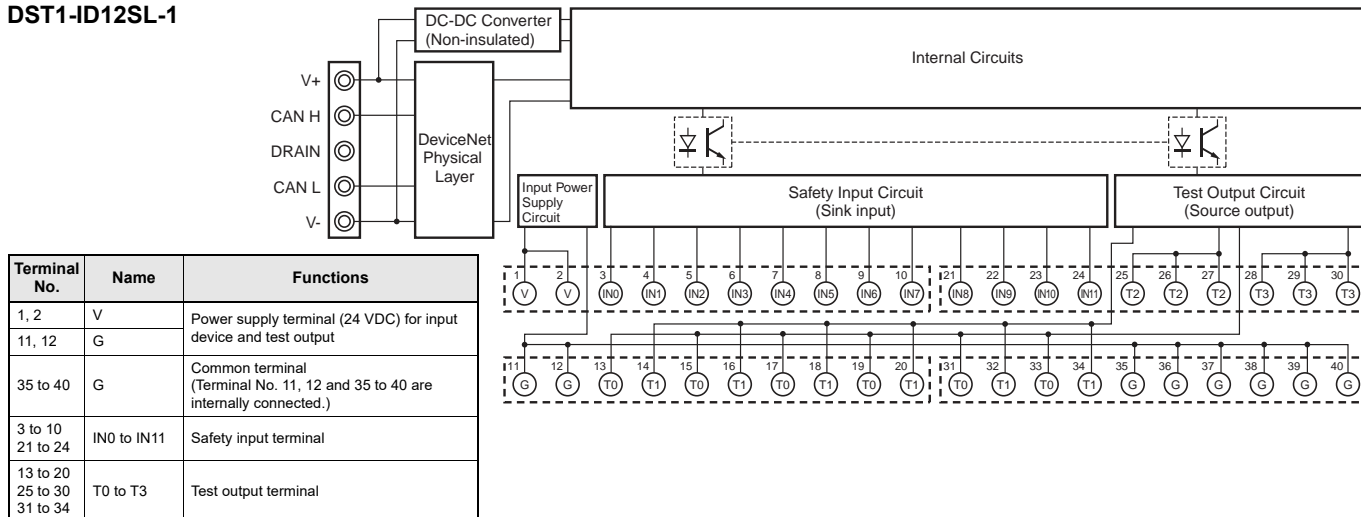 DST1-ID12SL-1
DC-DC Converter
(Non-insulated)
Internal Circuits
V+
CAN H
DRAIN
CAN L
V-
DeviceNet
Physical
Layer
Input Power
Supply
Circuit
Safety Input Circuit
(Sink input)
Test Output Circuit
(Source output)
1 2 3 4 5 6 7 8 9 10 21 22 23 24 25 26 27 28 29 30
V V IN0 IN1 IN2 IN3 IN4 IN5 IN6 IN7 IN8 IN9 IN10 IN11 T2 T2 T2 T3 T3 T3
11 12 13 14 15 16 17 18 19 20 31 32 33 34 35 36 37 38 39 40
G G T0 T1 T0 T1 T0 T1 T0 T1 T0 T1 T0 T1 G G G G G G
Terminal No. Name Functions
1, 2 V Power supply terminal (24 VDC) for input
11, 12 G device and test output
35 to 40 G Common terminal
(Terminal No. 11, 12 and 35 to 40 are
internally connected.)
3 to 10
21 to 24 IN0 to IN11 Safety input terminal
13 to 20
25 to 30 T0 to T3 Test output terminal
31 to 34